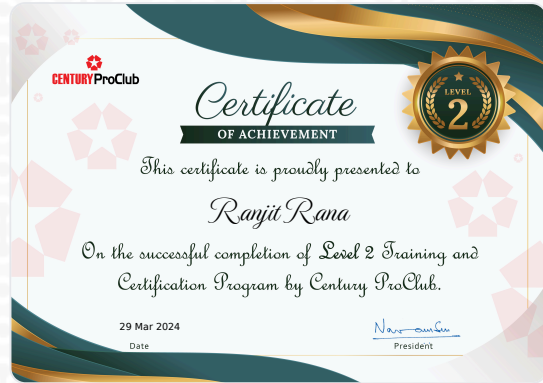 CENTURY ProClub
Certificate
OF ACHIEVEMENT
LEVEL
2
This certificate is proudly presented to
Ranjit Rana
On the successful completion of Level 2 Training and
Certification Program by Century ProClub.
29 Mar 2024
Date
President